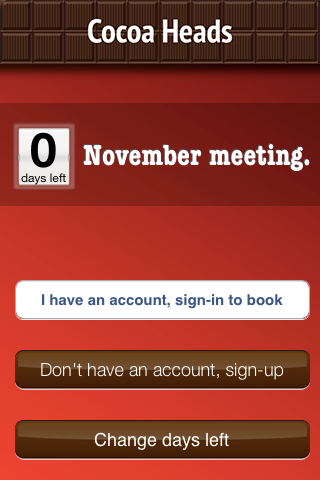 Cocoa Heads
0
days left
November meeting.
I have an account, sign-in to book
Don't have an account, sign-up
Change days left